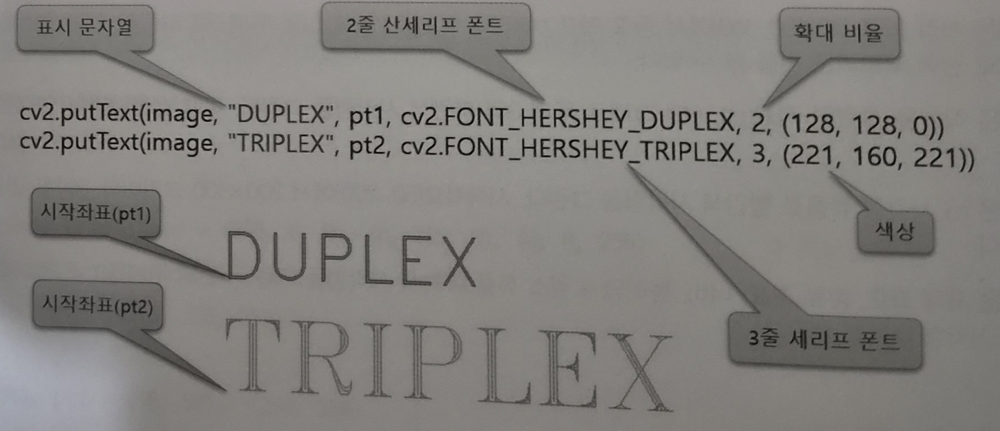 표시 문자열
2줄 산세리프 폰트
확대 비율
cv2.putText(image, "DUPLEX", pt1, cv2.FONT_HERSHEY_DUPLEX, 2, (128, 128, 0))
cv2.putText(image, "TRIPLEX", pt2, cv2.FONT_HERSHEY_TRIPLEX, 3, (221, 160, 221))
시작좌표(pt1)
색상
DUPLEX
시작좌표(pt2)
3줄 세리프 폰트
TRIPLEX